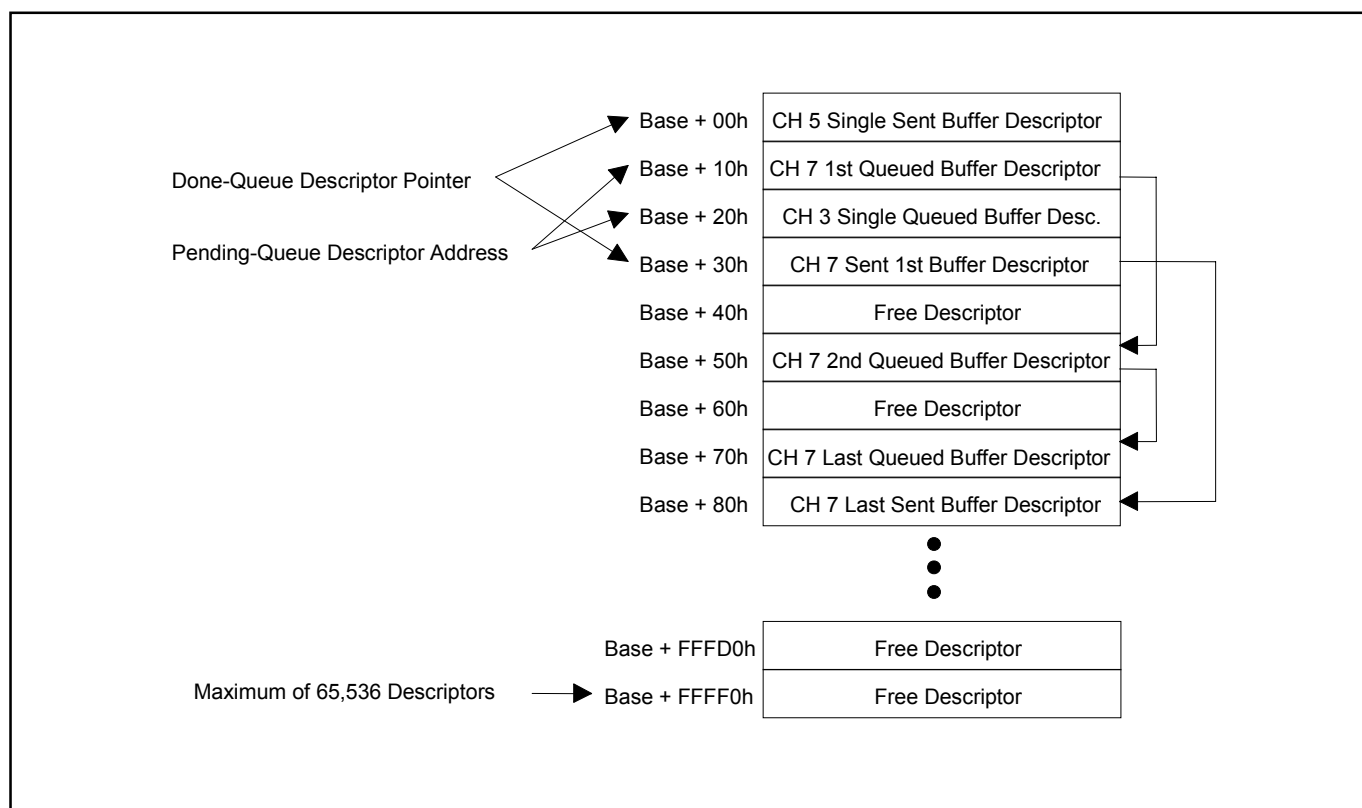 Base + 00h CH 5 Single Sent Buffer Descriptor
Done-Queue Descriptor Pointer
Base + 10h CH 7 1st Queued Buffer Descriptor
Base + 20h CH 3 Single Queued Buffer Desc.
Pending-Queue Descriptor Address
Base + 30h CH 7 Sent 1st Buffer Descriptor
Base + 40h Free Descriptor
Base + 50h CH 7 2nd Queued Buffer Descriptor
Base + 60h Free Descriptor
Base + 70h CH 7 Last Queued Buffer Descriptor
Base + 80h CH 7 Last Sent Buffer Descriptor
Base + FFFD0h Free Descriptor
Maximum of 65,536 Descriptors Base + FFFF0h Free Descriptor